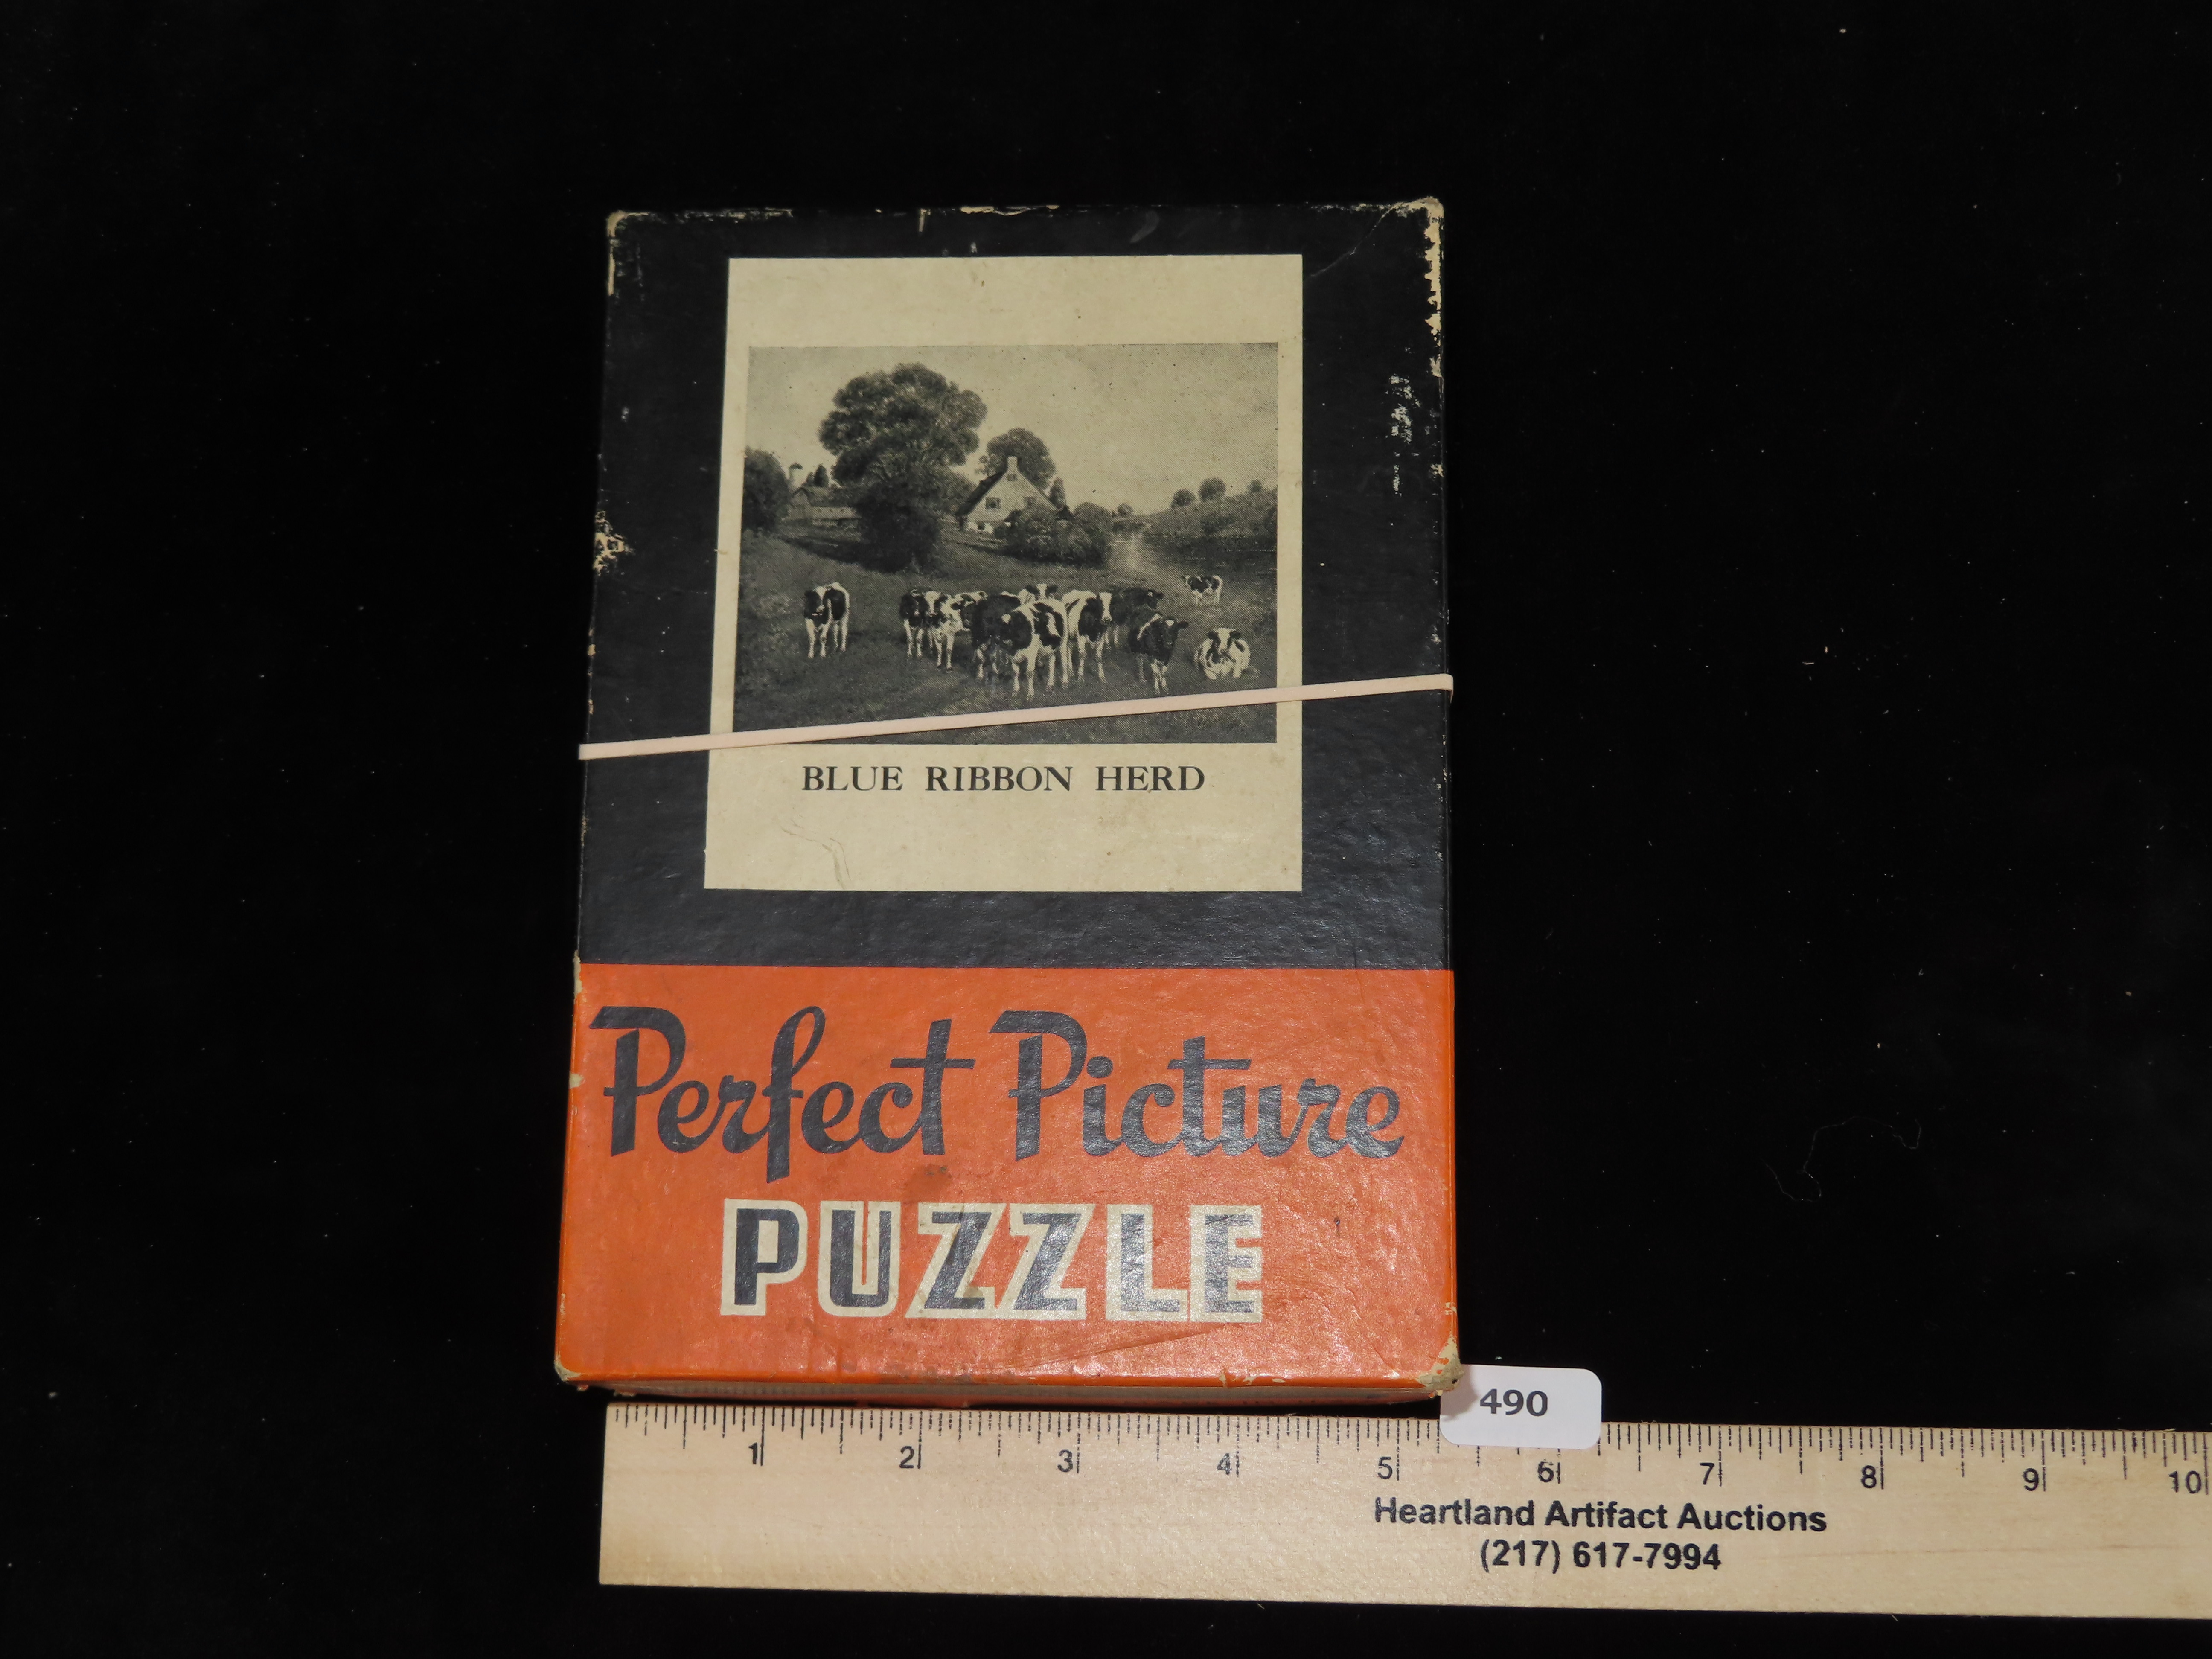 BLUE RIBBON HERD
Perfect Picture
PUZZLE
490
1 2 3 4 5 6 7 8 9 10
Heartland Artifact Auctions
(217) 617-7994